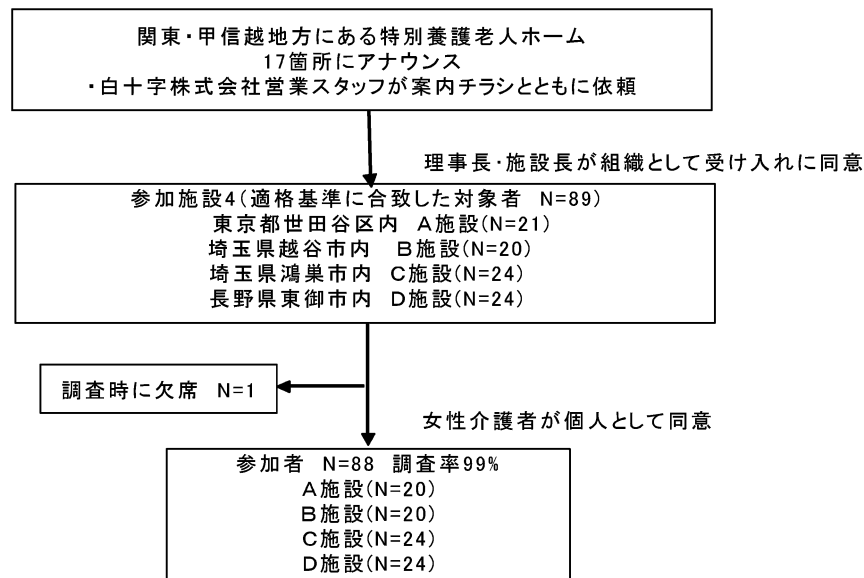 関東・甲信越地方にある特別養護老人ホーム
17箇所にアナウンス
・白十字株式会社営業スタッフが案内チラシとともに依頼
理事長・施設長が組織として受け入れに同意
参加施設4(適格基準に合致した対象者 N=89)
東京都世田谷区内 A施設(N=21)
埼玉県越谷市内 B施設(N=20)
埼玉県鴻巣市内 C施設(N=24)
長野県東御市内 D施設(N=24)
調査時に欠席 N=1
女性介護者が個人として同意
参加者 N=88 調査率99%
A施設(N=20)
B施設(N=20)
C施設(N=24)
D施設(N=24)